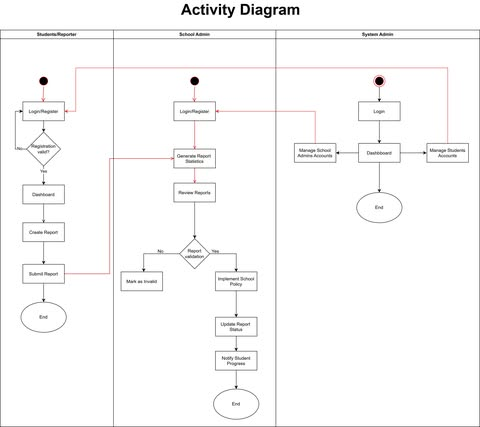 Activity Diagram
Students/Reporter
School Admin
System Admin
Login/Register
Registration
valid?
No
Yes
Dashboard
Create Report
Submit Report
End
Login/Register
Generate Report
Statistics
Review Reports
Report
validation
No
Yes
Mark as Invalid
Implement School
Policy
Update Report
Status
Notify Student
Progress
End
Login
Manage School
Admins Accounts
Dashboard
Manage Students
Accounts
End